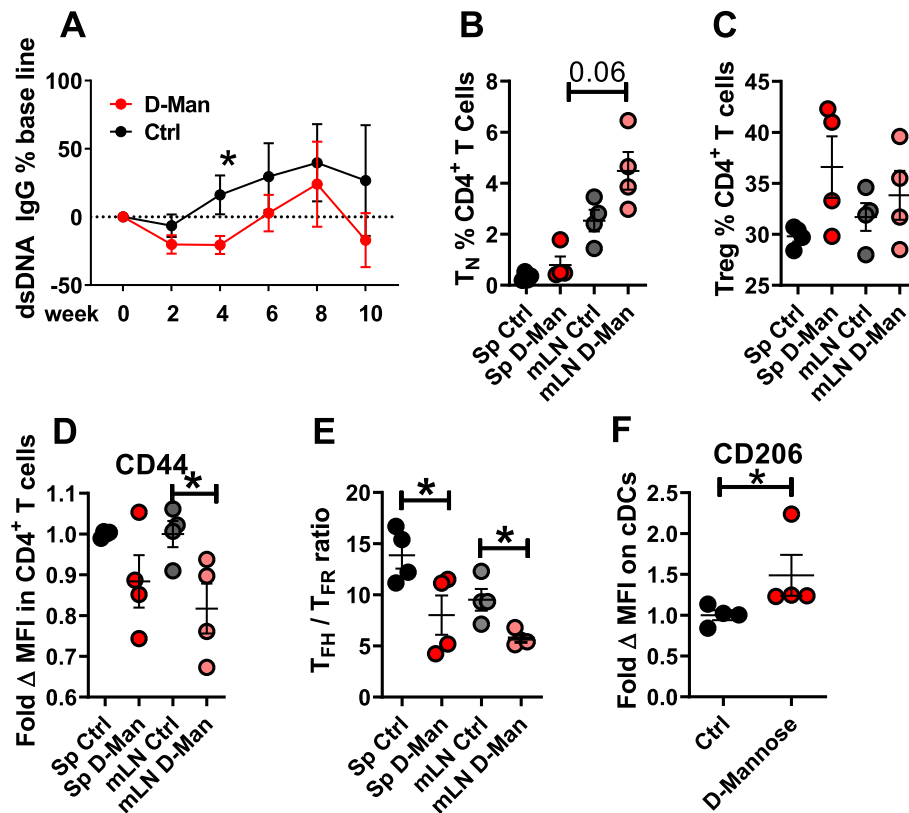 A
dsDNA IgG % base line
100
50
0
-50
D-Man
Ctrl
*
week 0 2 4 6 8 10
B
T_N % CD4⁺ T Cells
8
6
4
2
0
0.06
Sp Ctrl
Sp D-Man
mLN Ctrl
mLN D-Man
C
Treg % CD4⁺ T cells
45
40
35
30
25
Sp Ctrl
Sp D-Man
mLN Ctrl
mLN D-Man
D
CD44
*
Fold Δ MFI in CD4⁺ T cells
1.1
1.0
0.9
0.8
0.7
0.6
Sp Ctrl
Sp D-Man
mLN Ctrl
mLN D-Man
E
T_FH / T_FR ratio
20
15
10
5
0
*
*
Sp Ctrl
Sp D-Man
mLN Ctrl
mLN D-Man
F
CD206
*
Fold Δ MFI on cDCs
2.5
2.0
1.5
1.0
0.5
0.0
Ctrl
D-Mannose